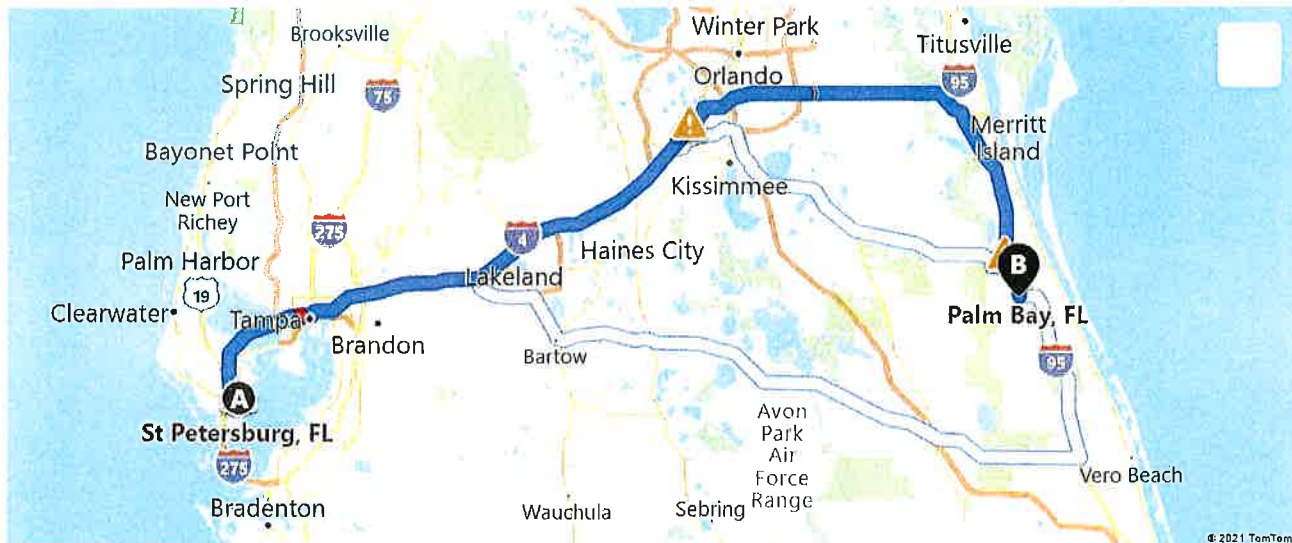 Brooksville
Winter Park
Titusville
Spring Hill
75
Orlando
95
Bayonet Point
Merritt
Island
New Port
Richey
Kissimmee
275
4
Palm Harbor
Haines City
B
19
Lakeland
Clearwater
Tampa
Palm Bay, FL
Brandon
Bartow
95
A
St Petersburg, FL
Avon
Park
Air
Force
Range
275
Vero Beach
Bradenton
Wauchula
Sebring
© 2021 TomTom